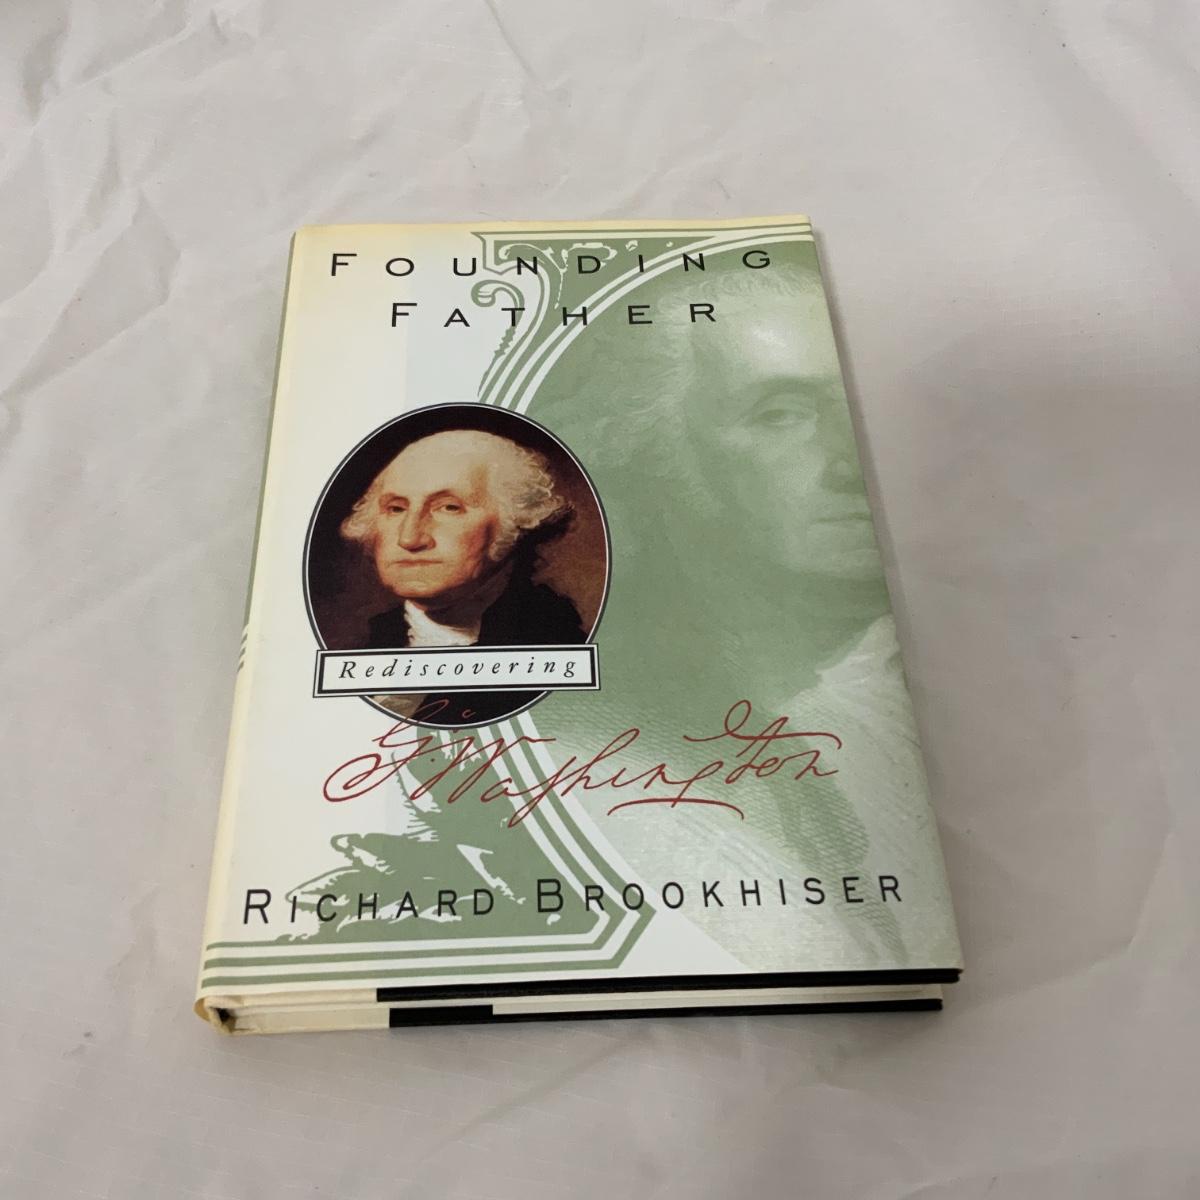 FOUNDING
FATHER
Rediscovering
G. Washington
RICHARD BROOKHISER